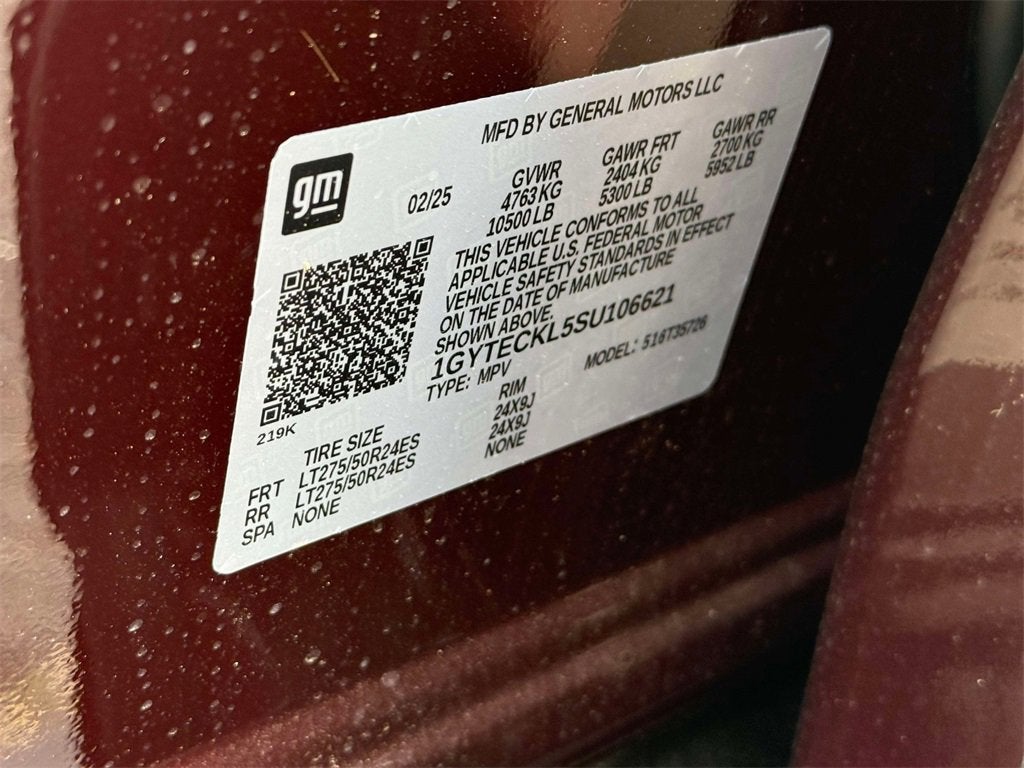 MFD BY GENERAL MOTORS LLC
gm
02/25
GVWR GAWR FRT GAWR RR
4763 KG 2404 KG 2700 KG
10500 LB 5300 LB 5952 LB
THIS VEHICLE CONFORMS TO ALL
APPLICABLE U.S. FEDERAL MOTOR
VEHICLE SAFETY STANDARDS IN EFFECT
ON THE DATE OF MANUFACTURE
SHOWN ABOVE.
1GYTECKL5SU106621
TYPE: MPV MODEL: 516T35726
219K
TIRE SIZE RIM
FRT LT275/50R24ES 24X9J
RR LT275/50R24ES 24X9J
SPA NONE NONE